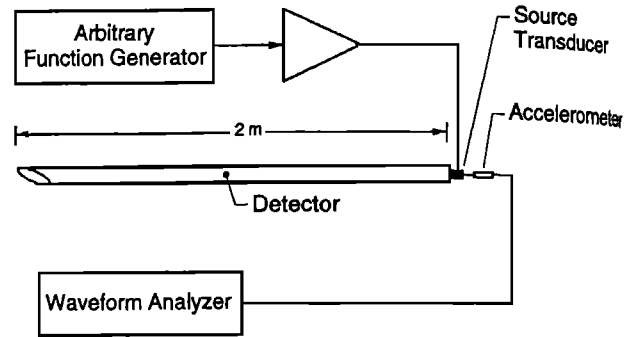 Arbitrary
Function Generator
Source
Transducer
2 m
Accelerometer
Detector
Waveform Analyzer